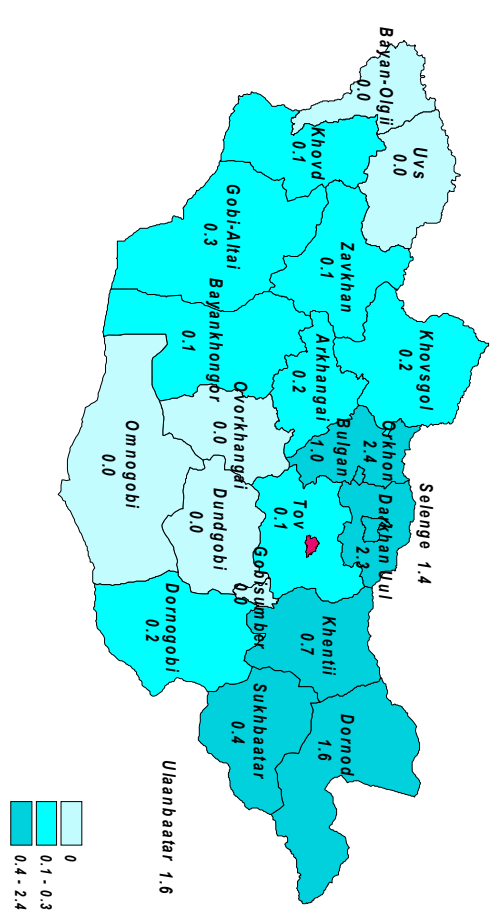 Bayan-Olgii
0.0
Uvs
0.0
Khovd
0.1
Gobi-Altai
0.3
Zavkhan
0.1
Khovsgol
0.2
Bayankhongor
0.1
Arkhangai
0.2
Ovorkhangai
0.0
Bulgan
1.0
Orkhon
2.4
Selenge 1.4
Darkhan Uul
2.3
Tov
0.1
Omnogobi
0.0
Dundgobi
0.0
Gobisumber
0.0
Dornogobi
0.2
Khentii
0.7
Sukhbaatar
0.4
Dornod
1.6
Ulaanbaatar 1.6
0
0.1 - 0.3
0.4 - 2.4